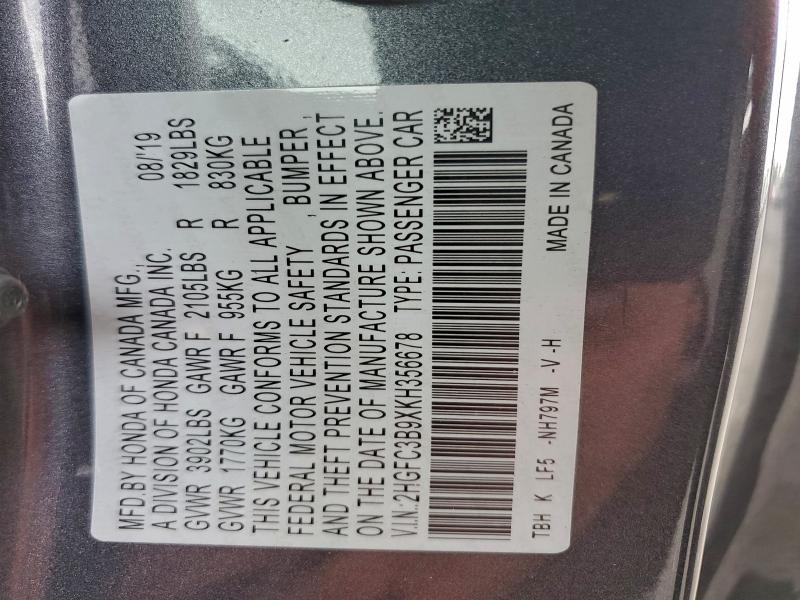 MFD.BY HONDA OF CANADA MFG., 08/'19
A DIVISION OF HONDA CANADA INC.
GVWR 3902LBS GAWR F 2105LBS R 1829LBS
GVWR 1770KG GAWR F 955KG R 830KG
THIS VEHICLE CONFORMS TO ALL APPLICABLE
FEDERAL MOTOR VEHICLE SAFETY , BUMPER ,
AND THEFT PREVENTION STANDARDS IN EFFECT
ON THE DATE OF MANUFACTURE SHOWN ABOVE.
V.I.N.:2HGFC3B9XKH356678 TYPE: PASSENGER CAR
TBH K LF5 -NH797M -V -H MADE IN CANADA